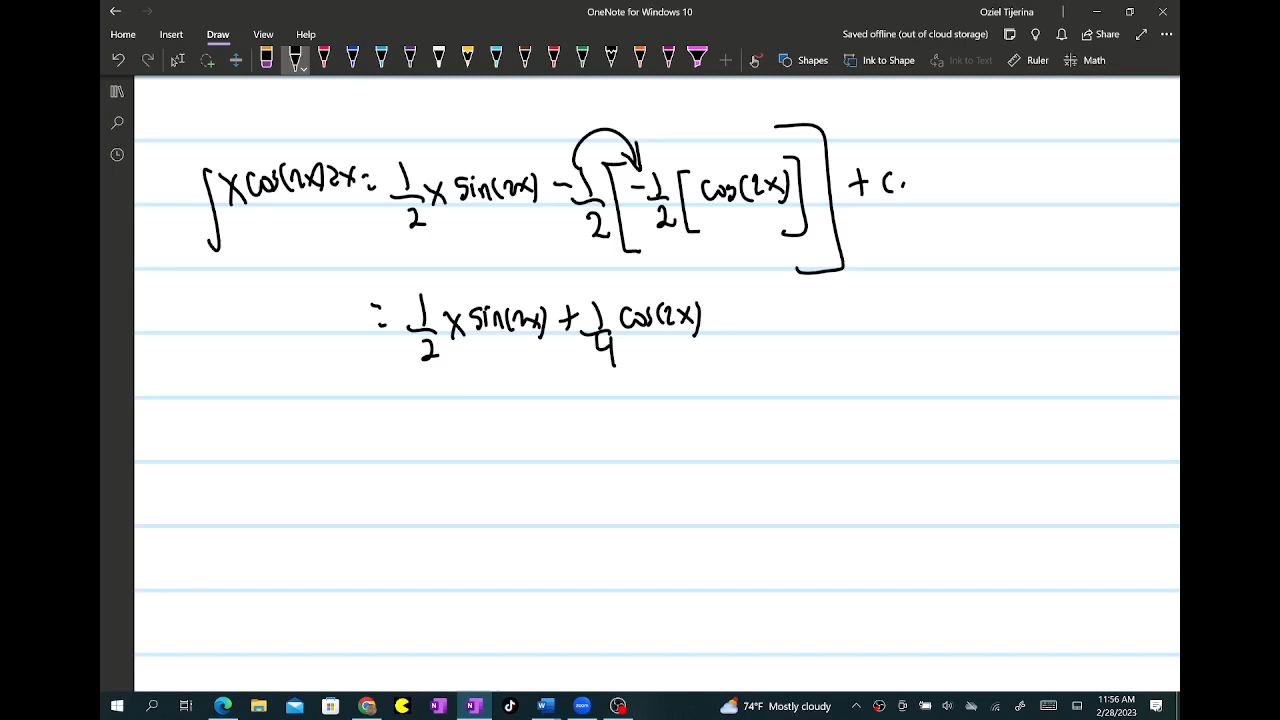 OneNote for Windows 10
Oziel Tijerina
Home Insert Draw View Help
Saved offline (out of cloud storage)
Share
Shapes Ink to Shape Ink to Text Ruler Math
∫ x cos(2x) 2x = 1/2 x sin(2x) - 1/2 [ -1/2 [ cos(2x) ] ] + c.
= 1/2 x sin(2x) + 1/4 cos(2x)
74°F Mostly cloudy
11:56 AM
2/28/2023